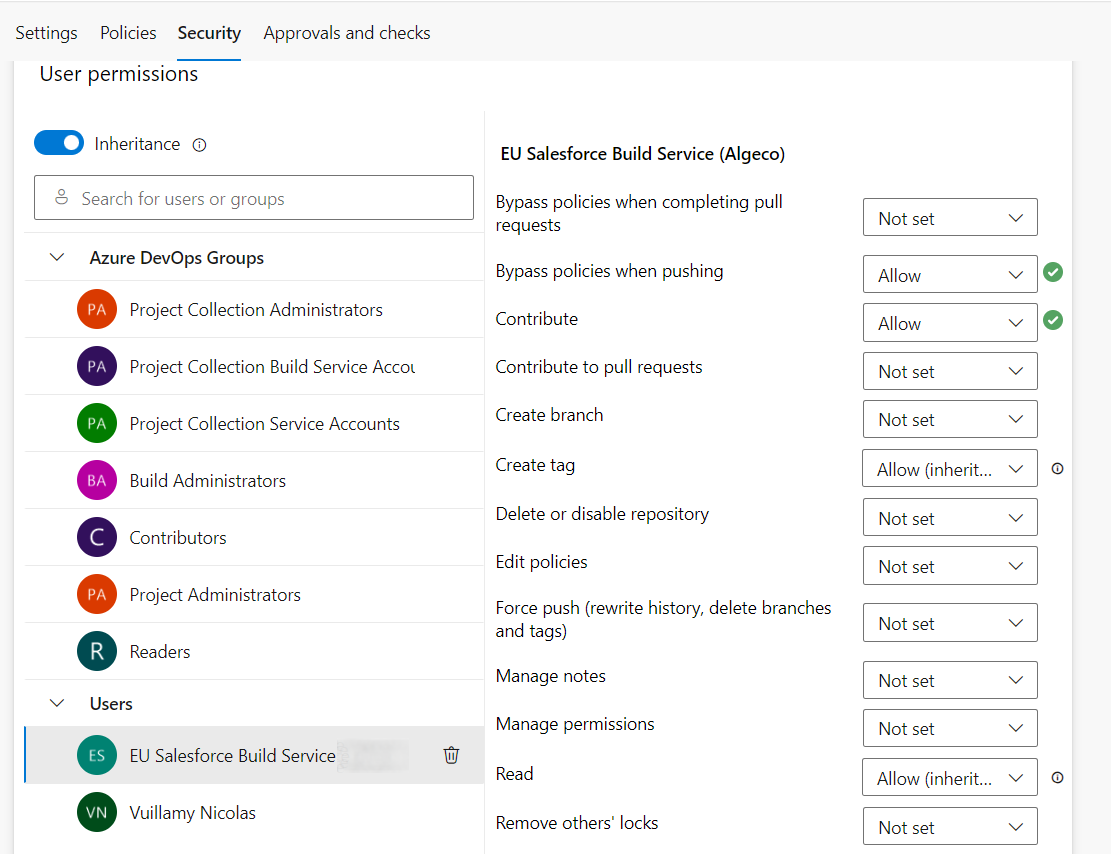 Settings Policies Security Approvals and checks
User permissions
Inheritance
Search for users or groups
Azure DevOps Groups
PA Project Collection Administrators
PA Project Collection Build Service Accou
PA Project Collection Service Accounts
BA Build Administrators
C Contributors
PA Project Administrators
R Readers
Users
ES EU Salesforce Build Service
VN Vuillamy Nicolas
EU Salesforce Build Service (Algeco)
Bypass policies when completing pull
requests
Not set
Bypass policies when pushing Allow
Contribute Allow
Contribute to pull requests Not set
Create branch Not set
Create tag Allow (inherit...
Delete or disable repository Not set
Edit policies Not set
Force push (rewrite history, delete branches
and tags)
Not set
Manage notes Not set
Manage permissions Not set
Read Allow (inherit...
Remove others' locks Not set